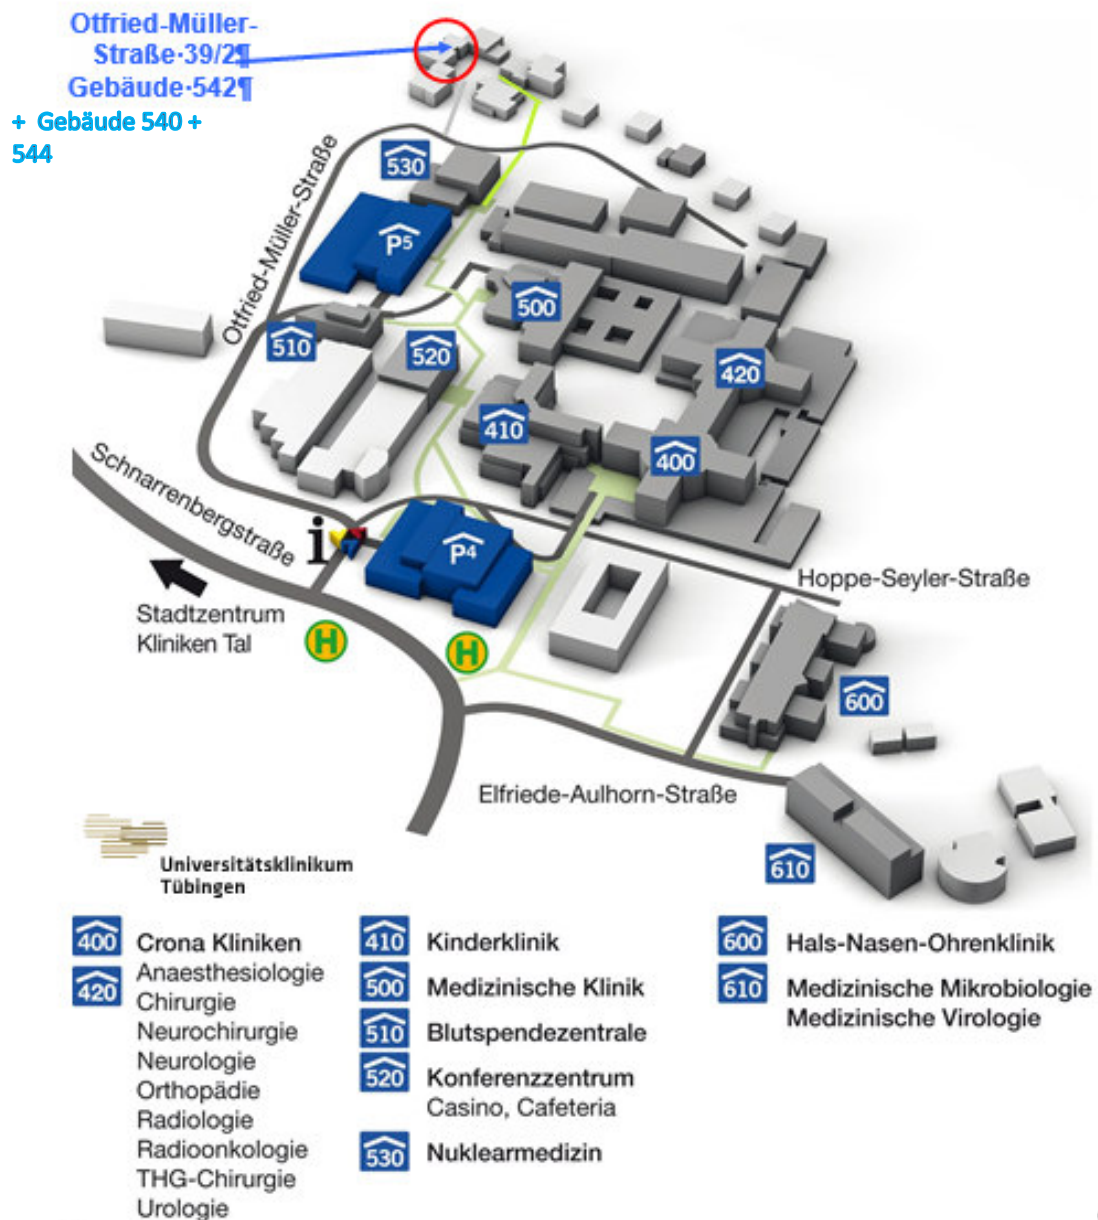 Otfried-Müller-
Straße·39/2¶
Gebäude·542¶
+ Gebäude 540 +
544
530
Otfried-Müller-Straße
P5
500
510
520
420
410
400
Schnarrenbergstraße
i
P4
Hoppe-Seyler-Straße
Stadtzentrum
Kliniken Tal
H
H
600
Elfriede-Aulhorn-Straße
610
Universitätsklinikum
Tübingen
400 Crona Kliniken
420 Anaesthesiologie
Chirurgie
Neurochirurgie
Neurologie
Orthopädie
Radiologie
Radioonkologie
THG-Chirurgie
Urologie
410 Kinderklinik
500 Medizinische Klinik
510 Blutspendezentrale
520 Konferenzzentrum
Casino, Cafeteria
530 Nuklearmedizin
600 Hals-Nasen-Ohrenklinik
610 Medizinische Mikrobiologie
Medizinische Virologie